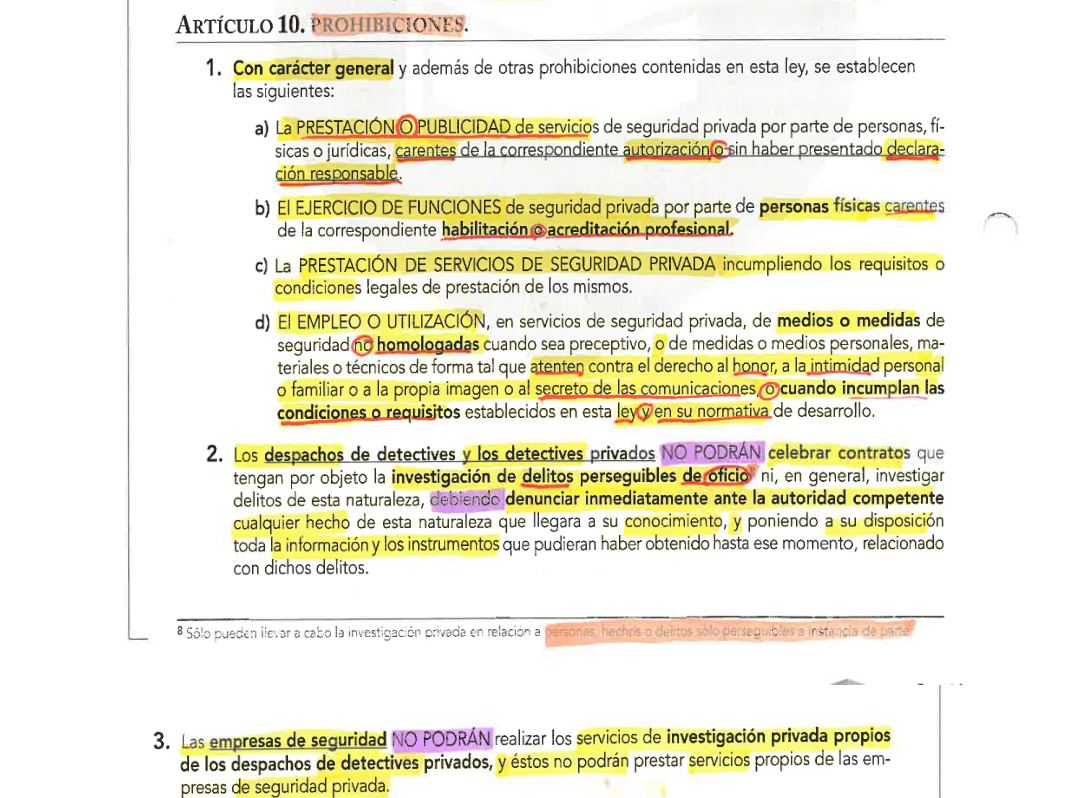 ARTÍCULO 10. PROHIBICIONES.
1. Con carácter general y además de otras prohibiciones contenidas en esta ley, se establecen
las siguientes:
a) La PRESTACIÓN O PUBLICIDAD de servicios de seguridad privada por parte de personas, fí-
sicas o jurídicas, carentes de la correspondiente autorización o sin haber presentado declara-
ción responsable.
b) El EJERCICIO DE FUNCIONES de seguridad privada por parte de personas físicas carentes
de la correspondiente habilitación o acreditación profesional.
c) La PRESTACIÓN DE SERVICIOS DE SEGURIDAD PRIVADA incumpliendo los requisitos o
condiciones legales de prestación de los mismos.
d) El EMPLEO O UTILIZACIÓN, en servicios de seguridad privada, de medios o medidas de
seguridad no homologadas cuando sea preceptivo, o de medidas o medios personales, ma-
teriales o técnicos de forma tal que atenten contra el derecho al honor, a la intimidad personal
o familiar o a la propia imagen o al secreto de las comunicaciones, o cuando incumplan las
condiciones o requisitos establecidos en esta ley y en su normativa de desarrollo.
2. Los despachos de detectives y los detectives privados NO PODRÁN celebrar contratos que
tengan por objeto la investigación de delitos perseguibles de oficio⁸ ni, en general, investigar
delitos de esta naturaleza, debiendo denunciar inmediatamente ante la autoridad competente
cualquier hecho de esta naturaleza que llegara a su conocimiento, y poniendo a su disposición
toda la información y los instrumentos que pudieran haber obtenido hasta ese momento, relacionado
con dichos delitos.
⁸ Sólo pueden llevar a cabo la investigación privada en relación a personas, hechos o delitos sólo perseguibles a instancia de parte
3. Las empresas de seguridad NO PODRÁN realizar los servicios de investigación privada propios
de los despachos de detectives privados, y éstos no podrán prestar servicios propios de las em-
presas de seguridad privada.